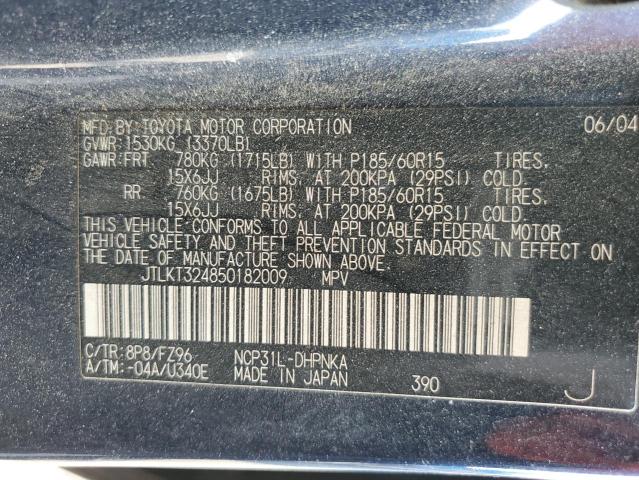 MFD. BY: TOYOTA MOTOR CORPORATION 06/04
GVWR: 1530KG (3370LB)
GAWR: FRT 780KG (1715LB) WITH P185/60R15 TIRES,
15X6JJ RIMS, AT 200KPA (29PSI) COLD.
RR 760KG (1675LB) WITH P185/60R15 TIRES,
15X6JJ RIMS, AT 200KPA (29PSI) COLD.
THIS VEHICLE CONFORMS TO ALL APPLICABLE FEDERAL MOTOR
VEHICLE SAFETY AND THEFT PREVENTION STANDARDS IN EFFECT ON
THE DATE OF MANUFACTURE SHOWN ABOVE.
JTLKT324850182009 MPV
C/TR: 8P8/FZ96 NCP31L-DHPNKA
A/TM: -04A/U340E MADE IN JAPAN 390 J